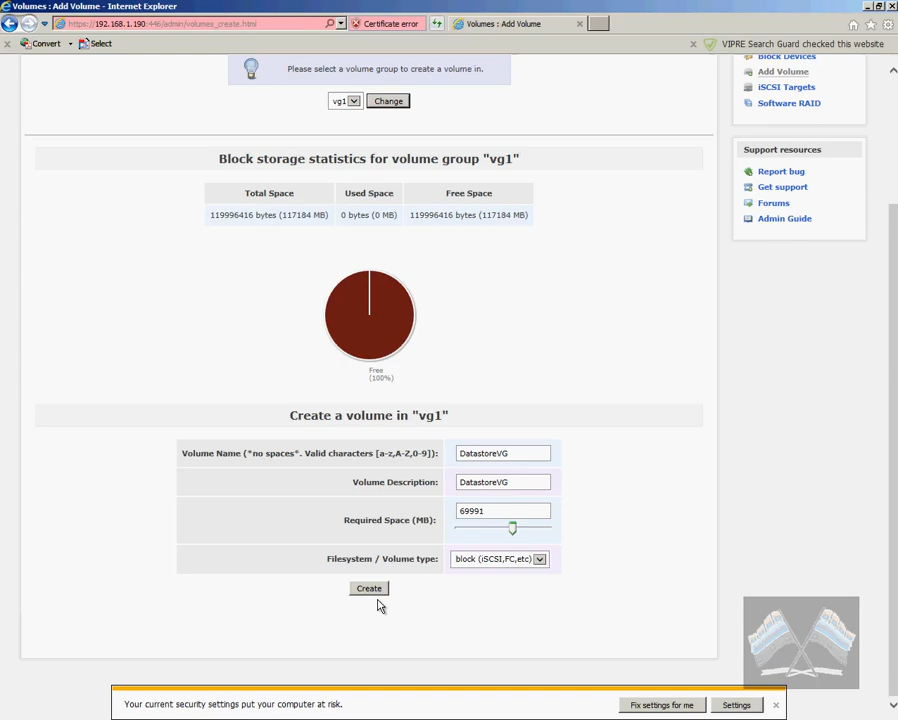 Volumes : Add Volume - Internet Explorer
https://192.168.1.190:446/admin/volumes_create.html
Certificate error
Volumes : Add Volume
Convert
Select
VIPRE Search Guard checked this website
Please select a volume group to create a volume in.
vg1
Change
Block storage statistics for volume group "vg1"
Total Space Used Space Free Space
119996416 bytes (117184 MB) 0 bytes (0 MB) 119996416 bytes (117184 MB)
Free
(100%)
Create a volume in "vg1"
Volume Name (*no spaces*. Valid characters [a-z,A-Z,0-9]): DatastoreVG
Volume Description: DatastoreVG
Required Space (MB): 69991
Filesystem / Volume type: block (iSCSI,FC,etc)
Create
Block Devices
Add Volume
iSCSI Targets
Software RAID
Support resources
Report bug
Get support
Forums
Admin Guide
Your current security settings put your computer at risk.
Fix settings for me
Settings